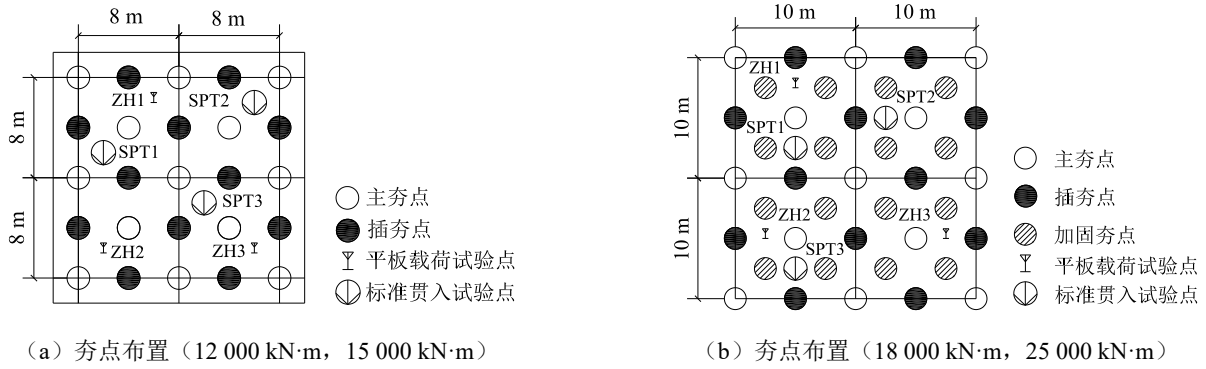 8 m
8 m
8 m
8 m
ZH1
SPT2
SPT1
SPT3
ZH2
ZH3
主夯点
插夯点
平板载荷试验点
标准贯入试验点
(a) 夯点布置(12 000 kN·m,15 000 kN·m)
10 m
10 m
10 m
10 m
ZH1
SPT2
SPT1
ZH2
ZH3
SPT3
主夯点
插夯点
加固夯点
平板载荷试验点
标准贯入试验点
(b) 夯点布置(18 000 kN·m,25 000 kN·m)